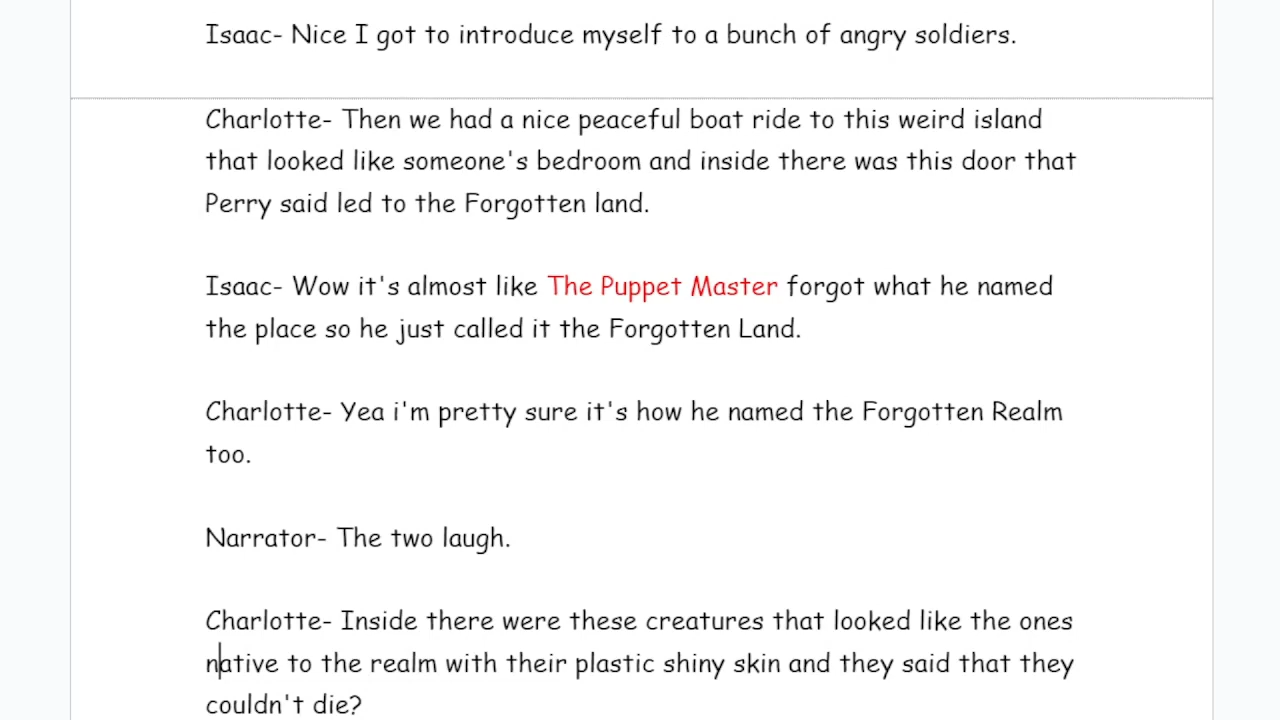 Isaac- Nice I got to introduce myself to a bunch of angry soldiers.
Charlotte- Then we had a nice peaceful boat ride to this weird island
that looked like someone's bedroom and inside there was this door that
Perry said led to the Forgotten land.
Isaac- Wow it's almost like The Puppet Master forgot what he named
the place so he just called it the Forgotten Land.
Charlotte- Yea i'm pretty sure it's how he named the Forgotten Realm
too.
Narrator- The two laugh.
Charlotte- Inside there were these creatures that looked like the ones
native to the realm with their plastic shiny skin and they said that they
couldn't die?